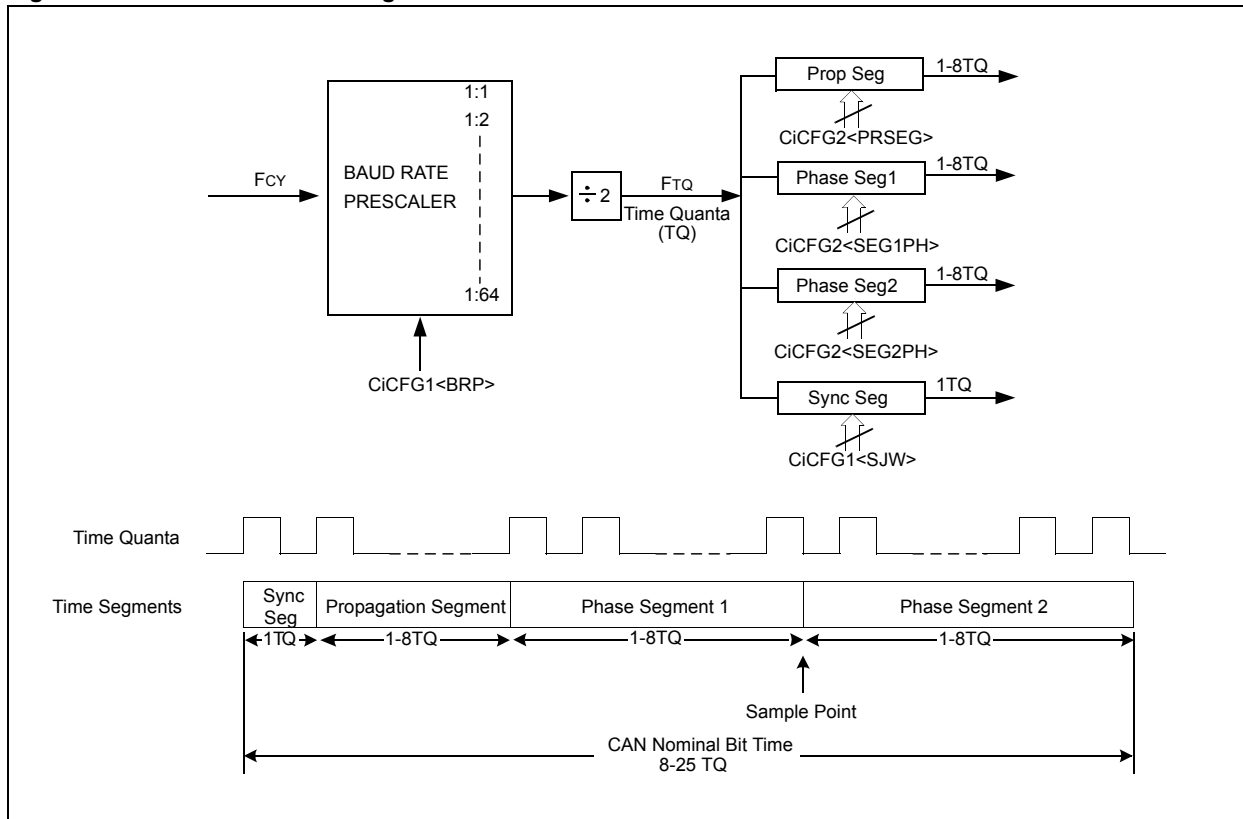 1:1
1:2
1:64
BAUD RATE
PRESCALER
FCY
CiCFG1<BRP>
÷ 2
FTQ
Time Quanta
(TQ)
Prop Seg
1-8TQ
CiCFG2<PRSEG>
Phase Seg1
1-8TQ
CiCFG2<SEG1PH>
Phase Seg2
1-8TQ
CiCFG2<SEG2PH>
Sync Seg
1TQ
CiCFG1<SJW>
Time Quanta
Time Segments
Sync
Seg
Propagation Segment
Phase Segment 1
Phase Segment 2
1TQ
1-8TQ
1-8TQ
1-8TQ
Sample Point
CAN Nominal Bit Time
8-25 TQ